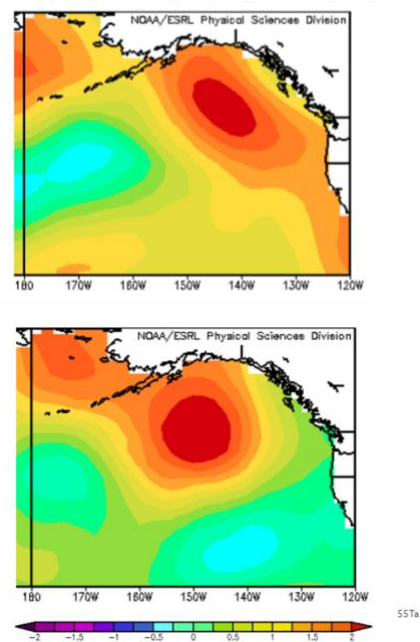 NOAA/ESRL Physical Sciences Division
180 170W 160W 150W 140W 130W 120W
NOAA/ESRL Physical Sciences Division
180 170W 160W 150W 140W 130W 120W
SSTa
-2 -1.5 -1 -0.5 0 0.5 1 1.5 2